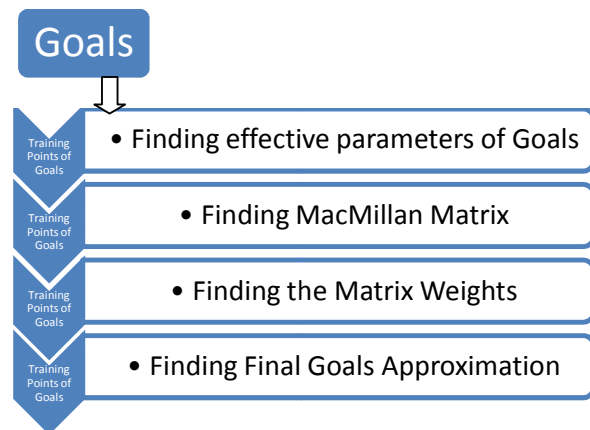 Goals
Training
Points of
Goals
• Finding effective parameters of Goals
Training
Points of
Goals
• Finding MacMillan Matrix
Training
Points of
Goals
• Finding the Matrix Weights
Training
Points of
Goals
• Finding Final Goals Approximation